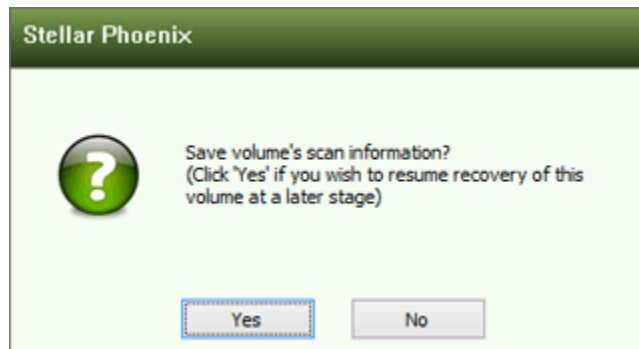 Stellar Phoenix
Save volume's scan information?
(Click 'Yes' if you wish to resume recovery of this
volume at a later stage)
Yes No